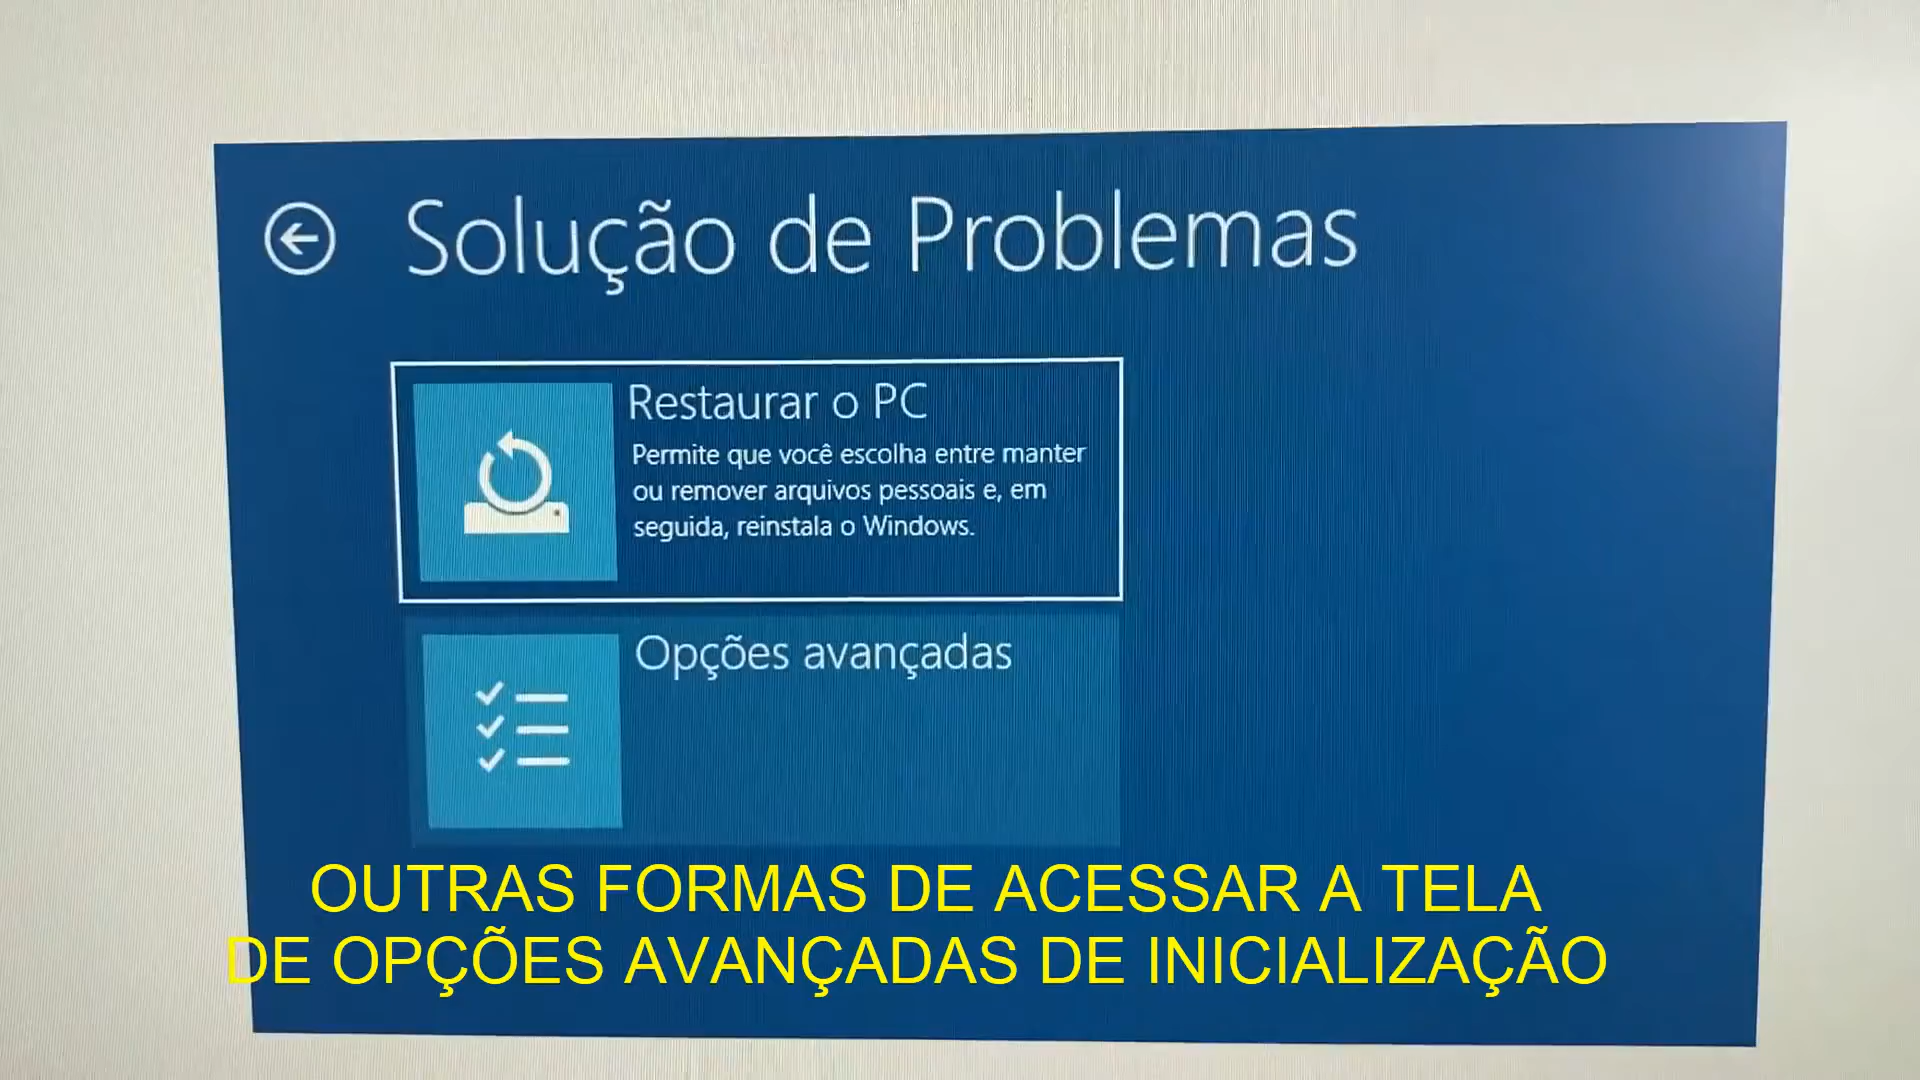 Solução de Problemas
Restaurar o PC
Permite que você escolha entre manter
ou remover arquivos pessoais e, em
seguida, reinstala o Windows.
Opções avançadas
OUTRAS FORMAS DE ACESSAR A TELA
DE OPÇÕES AVANÇADAS DE INICIALIZAÇÃO